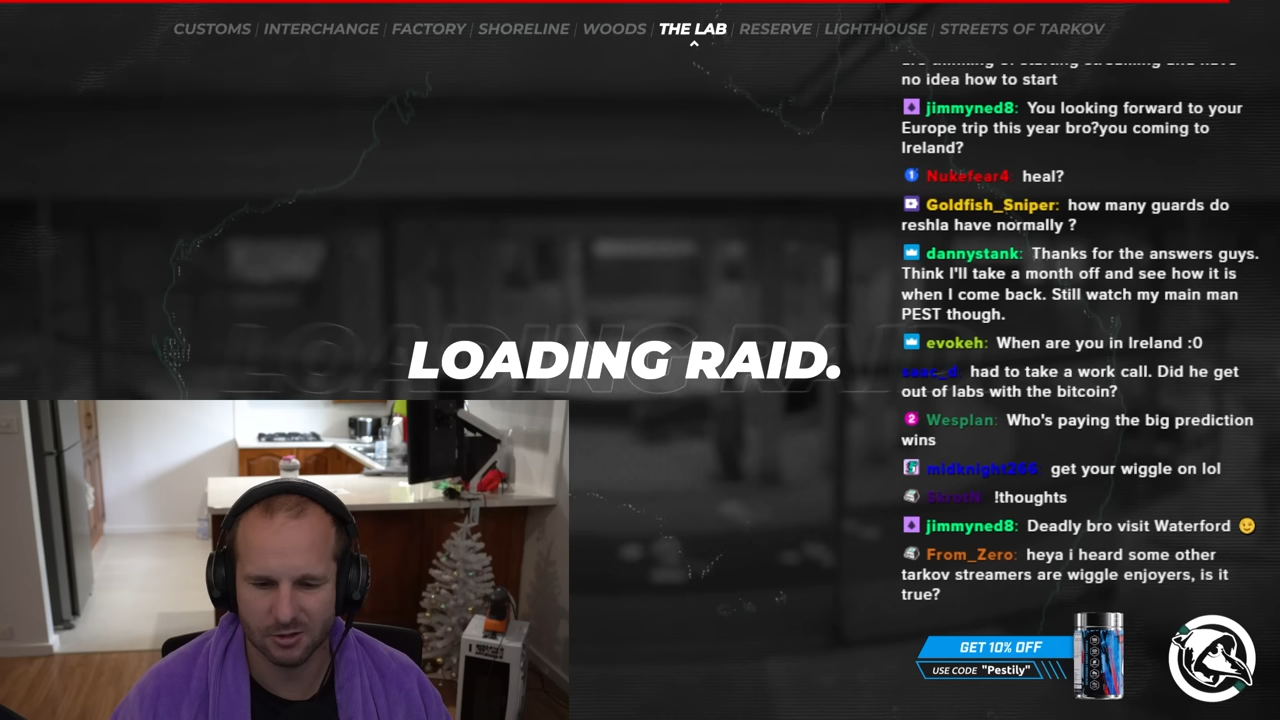 CUSTOMS / INTERCHANGE / FACTORY / SHORELINE / WOODS / THE LAB / RESERVE / LIGHTHOUSE / STREETS OF TARKOV
LOADING RAID.
no idea how to start
jimmyned8: You looking forward to your
Europe trip this year bro?you coming to
Ireland?
1 Nukefear4: heal?
Goldfish_Sniper: how many guards do
reshla have normally ?
dannystank: Thanks for the answers guys.
Think I'll take a month off and see how it is
when I come back. Still watch my main man
PEST though.
evokeh: When are you in Ireland :O
had to take a work call. Did he get
out of labs with the bitcoin?
2 Wesplan: Who's paying the big prediction
wins
midknight256: get your wiggle on lol
!thoughts
jimmyned8: Deadly bro visit Waterford 😉
From_Zero: heya i heard some other
tarkov streamers are wiggle enjoyers, is it
true?
GET 10% OFF
USE CODE "Pestily"